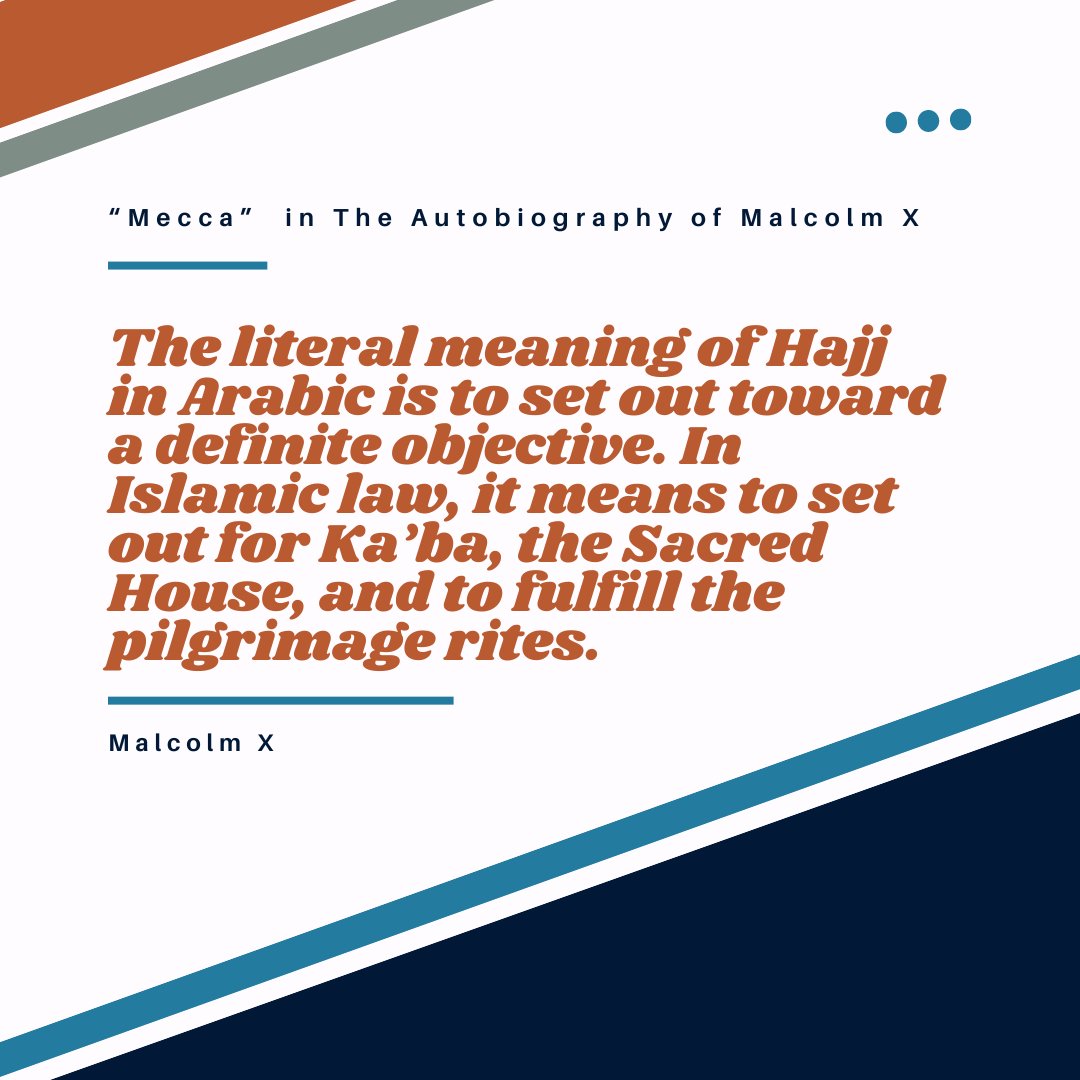 “Mecca”  in The Autobiography of Malcolm X
The literal meaning of Hajj
in Arabic is to set out toward
a definite objective. In
Islamic law, it means to set
out for Ka’ba, the Sacred
House, and to fulfill the
pilgrimage rites.
Malcolm X